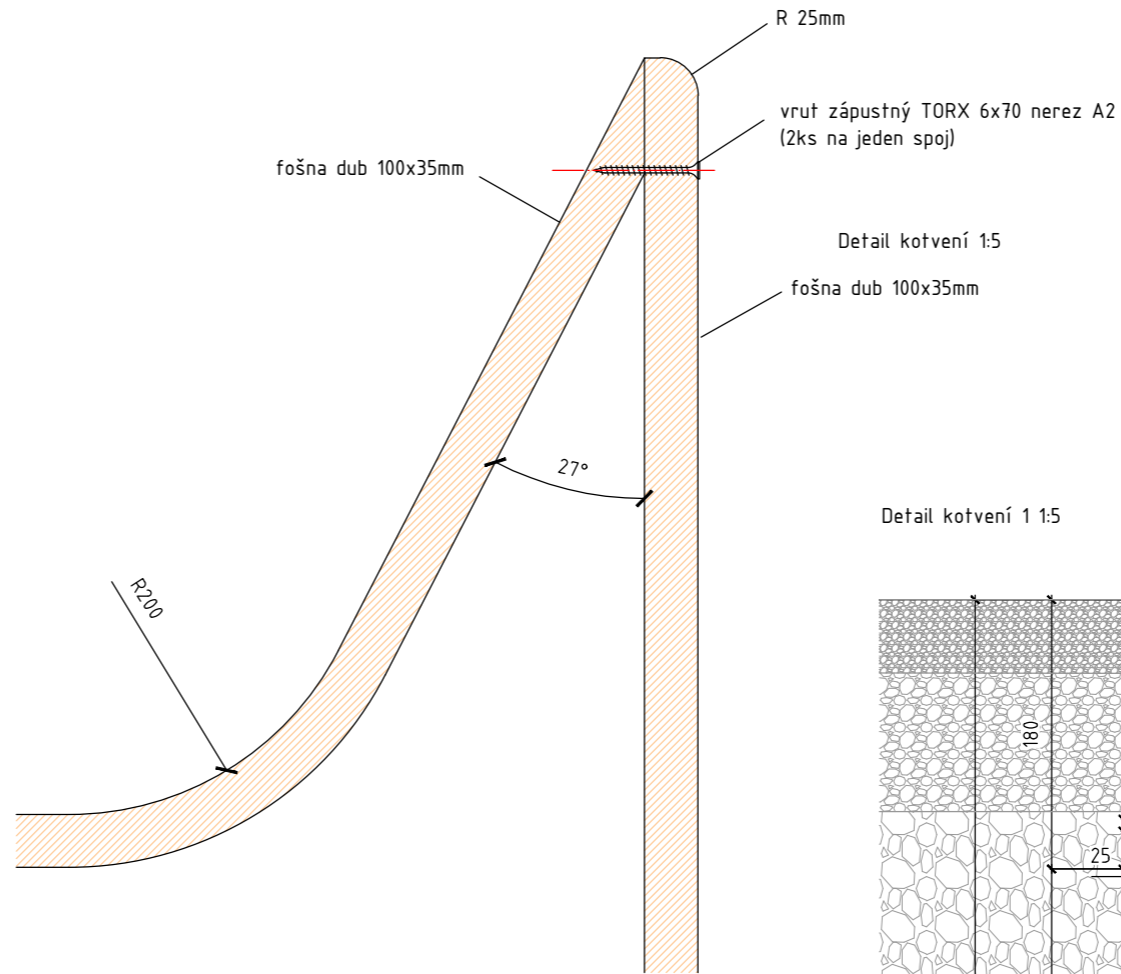 R 25mm
vrut zápustný TORX 6x70 nerez A2
(2ks na jeden spoj)
fošna dub 100x35mm
Detail kotvení 1:5
fošna dub 100x35mm
27°
Detail kotvení 1 1:5
R200
180
25